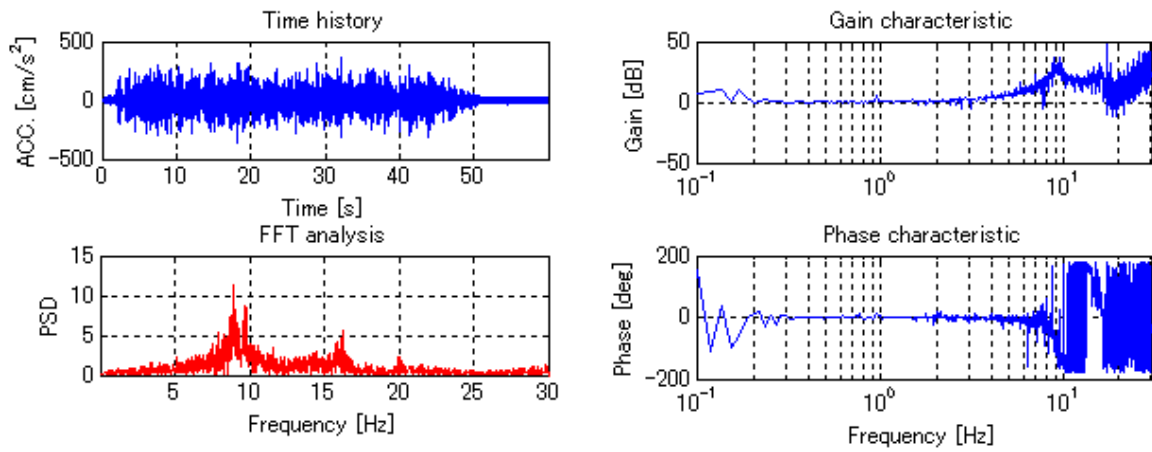 Time history
500
0
−500
ACC. [cm/s²]
0 10 20 30 40 50
Time [s]
FFT analysis
15
10
5
0
PSD
5 10 15 20 25 30
Frequency [Hz]
Gain characteristic
50
0
−50
Gain [dB]
10⁻¹ 10⁰ 10¹
Phase characteristic
200
0
−200
Phase [deg]
10⁻¹ 10⁰ 10¹
Frequency [Hz]